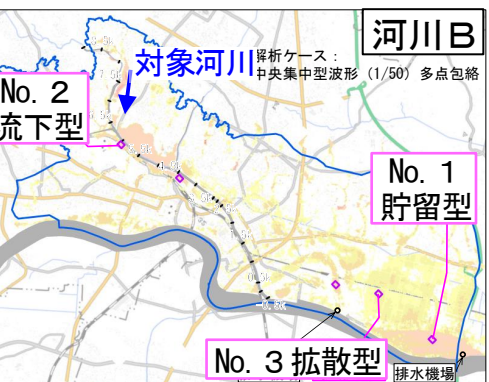 河川B
対象河川
解析ケース：
中央集中型波形（1/50）多点包絡
No. 2
流下型
No. 1
貯留型
No. 3 拡散型
排水機場